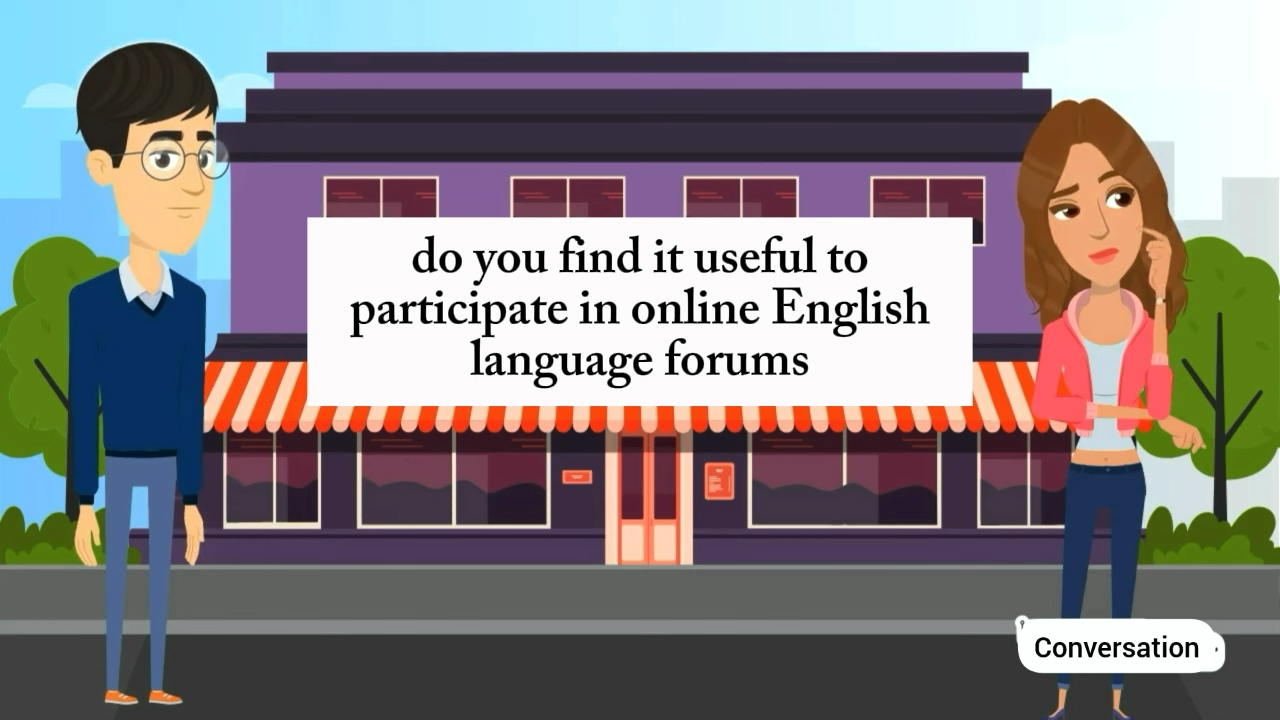 do you find it useful to
participate in online English
language forums
Conversation